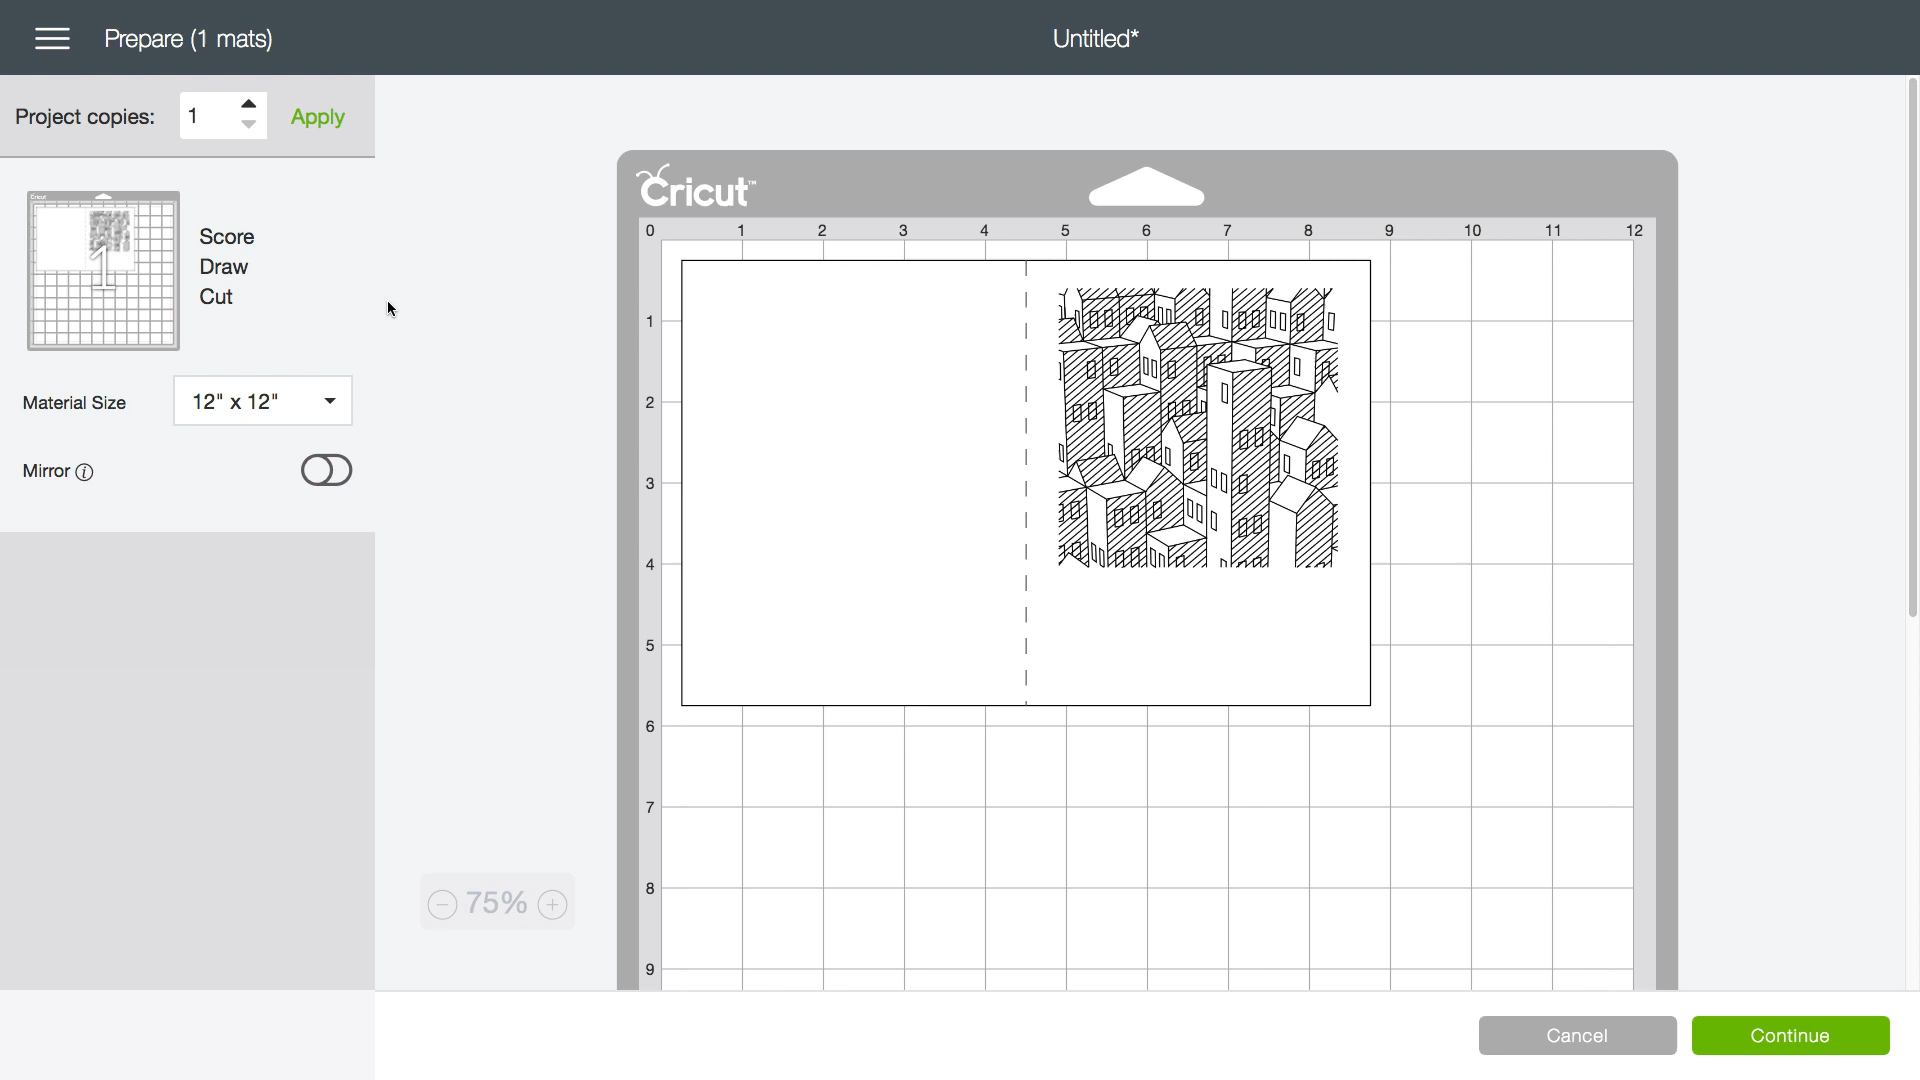 Prepare (1 mats)
Untitled*
Project copies: 1 Apply
Cricut™
Cricut
1
Score
Draw
Cut
Material Size 12" x 12"
Mirror i
75%
0 1 2 3 4 5 6 7 8 9 10 11 12
1
2
3
4
5
6
7
8
9
Cancel Continue